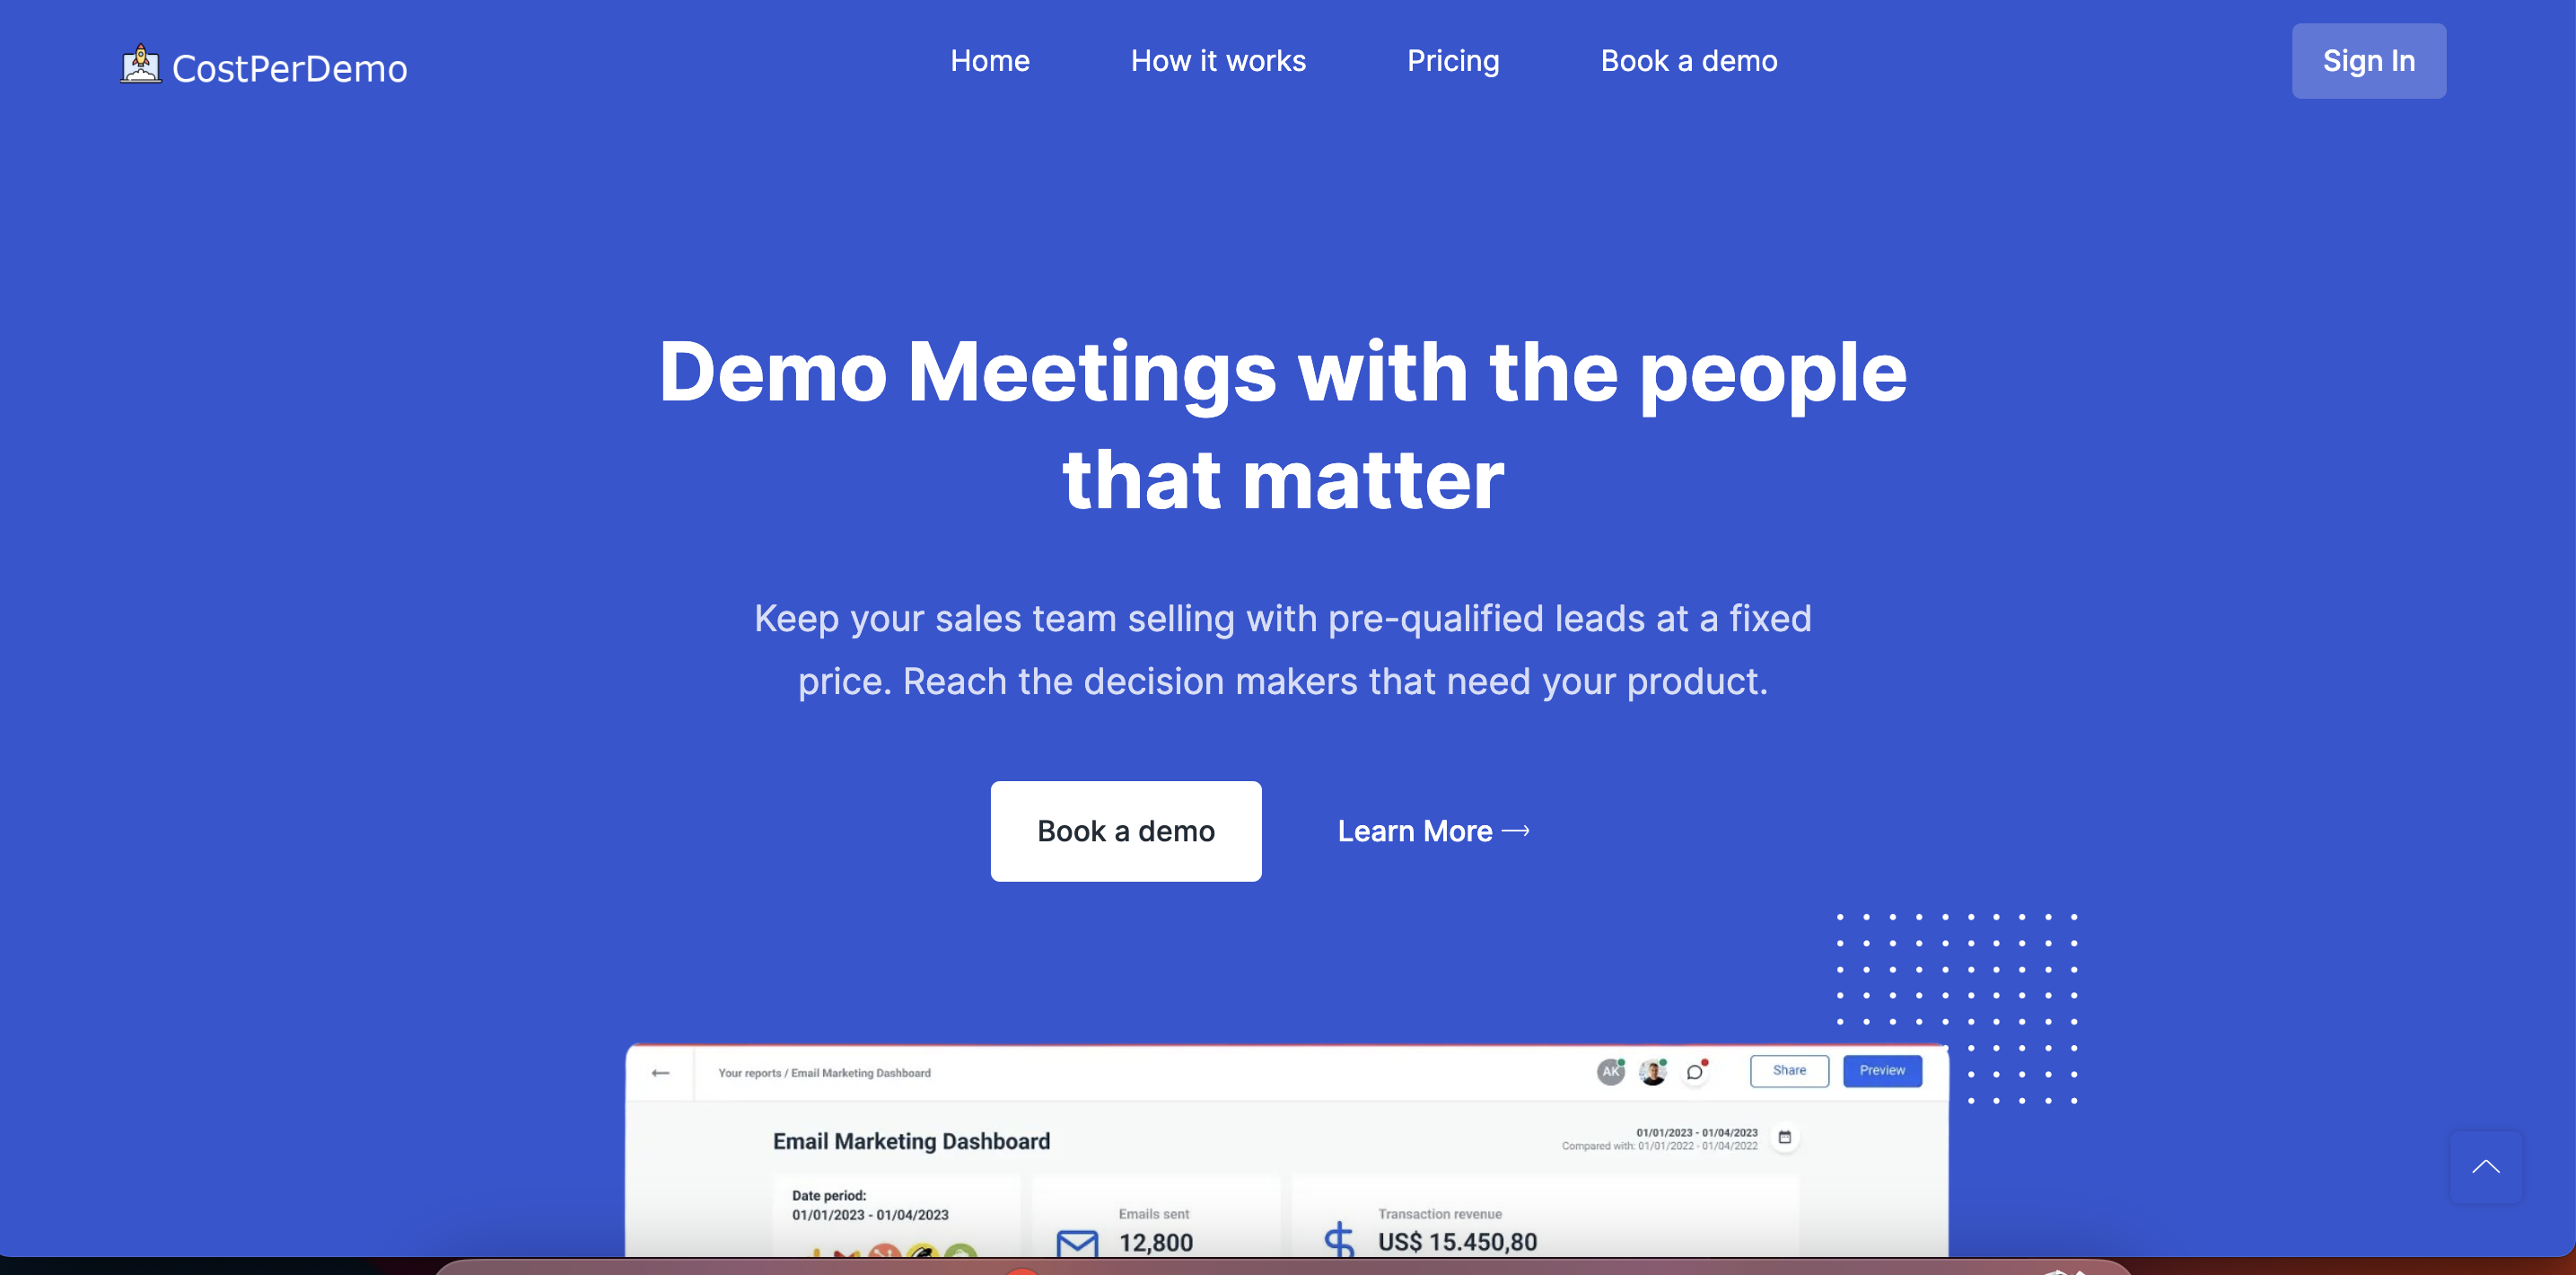 CostPerDemo
Home
How it works
Pricing
Book a demo
Sign In
Demo Meetings with the people
that matter
Keep your sales team selling with pre-qualified leads at a fixed
price. Reach the decision makers that need your product.
Book a demo
Learn More
Your reports / Email Marketing Dashboard
AK
Share
Preview
Email Marketing Dashboard
01/01/2023 - 01/04/2023
Compared with: 01/01/2022 - 01/04/2022
Date period:
01/01/2023 - 01/04/2023
Emails sent
12,800
Transaction revenue
US$ 15.450,80